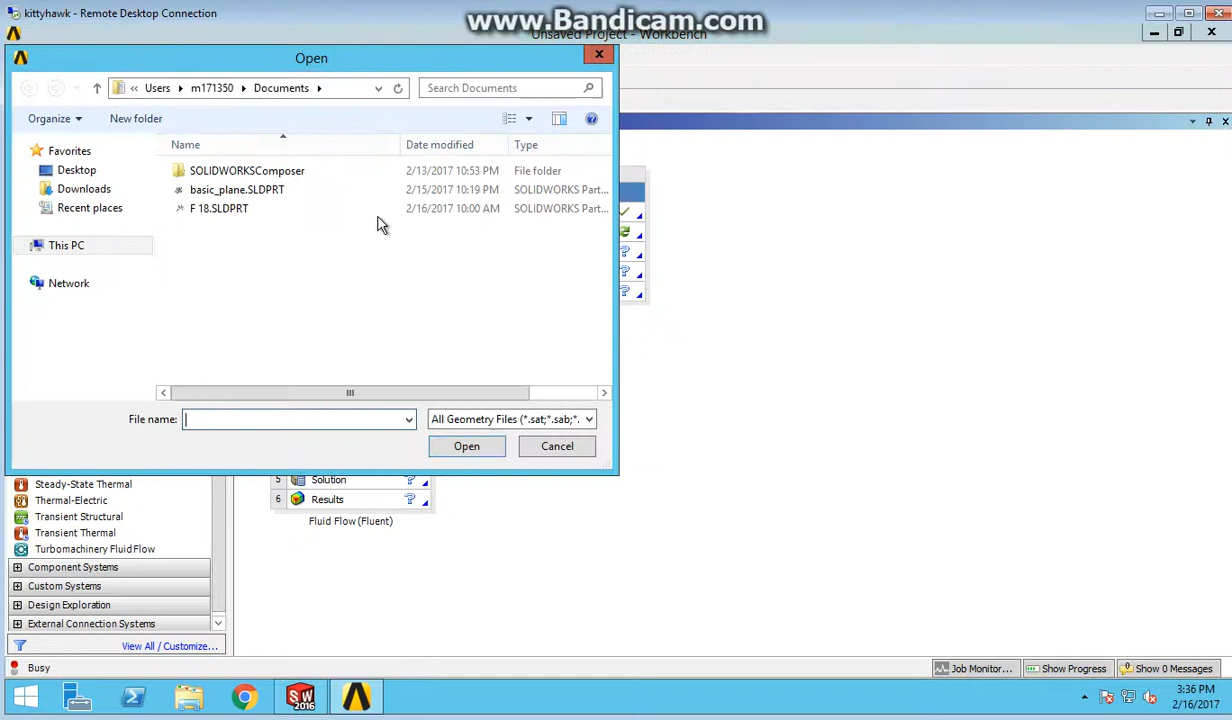 kittyhawk - Remote Desktop Connection
www.Bandicam.com
Unsaved Project - Workbench
Open
Users
m171350
Documents
Search Documents
Organize
New folder
Name
Date modified
Type
Favorites
Desktop
Downloads
Recent places
This PC
Network
SOLIDWORKSComposer 2/13/2017 10:53 PM File folder
basic_plane.SLDPRT 2/15/2017 10:19 PM SOLIDWORKS Part...
F 18.SLDPRT 2/16/2017 10:00 AM SOLIDWORKS Part...
File name:
All Geometry Files (*.sat;*.sab;*.
Open
Cancel
Steady-State Thermal
Thermal-Electric
Transient Structural
Transient Thermal
Turbomachinery Fluid Flow
Component Systems
Custom Systems
Design Exploration
External Connection Systems
View All / Customize...
5 Solution
6 Results
Fluid Flow (Fluent)
Busy
Job Monitor...
Show Progress
Show 0 Messages
SW
2016
3:36 PM
2/16/2017